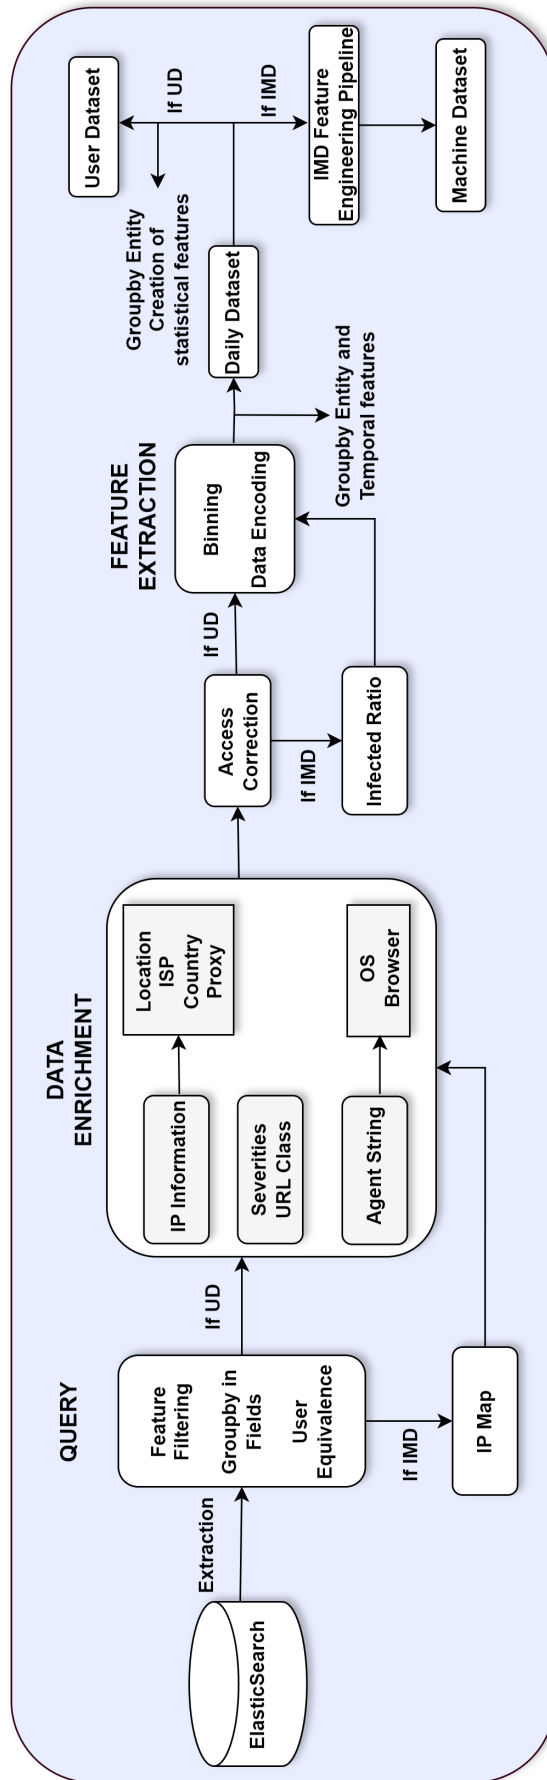 ElasticSearch
Extraction
QUERY
Feature
Filtering
Groupby in
Fields
User
Equivalence
If UD
If IMD
IP Map
DATA
ENRICHMENT
IP Information
Location
ISP
Country
Proxy
Severities
URL Class
Agent String
OS
Browser
Access
Correction
If UD
If IMD
Infected Ratio
FEATURE
EXTRACTION
Binning
Data Encoding
Groupby Entity and
Temporal features
Daily Dataset
Groupby Entity
Creation of
statistical features
If UD
User Dataset
If IMD
IMD Feature
Engineering Pipeline
Machine Dataset